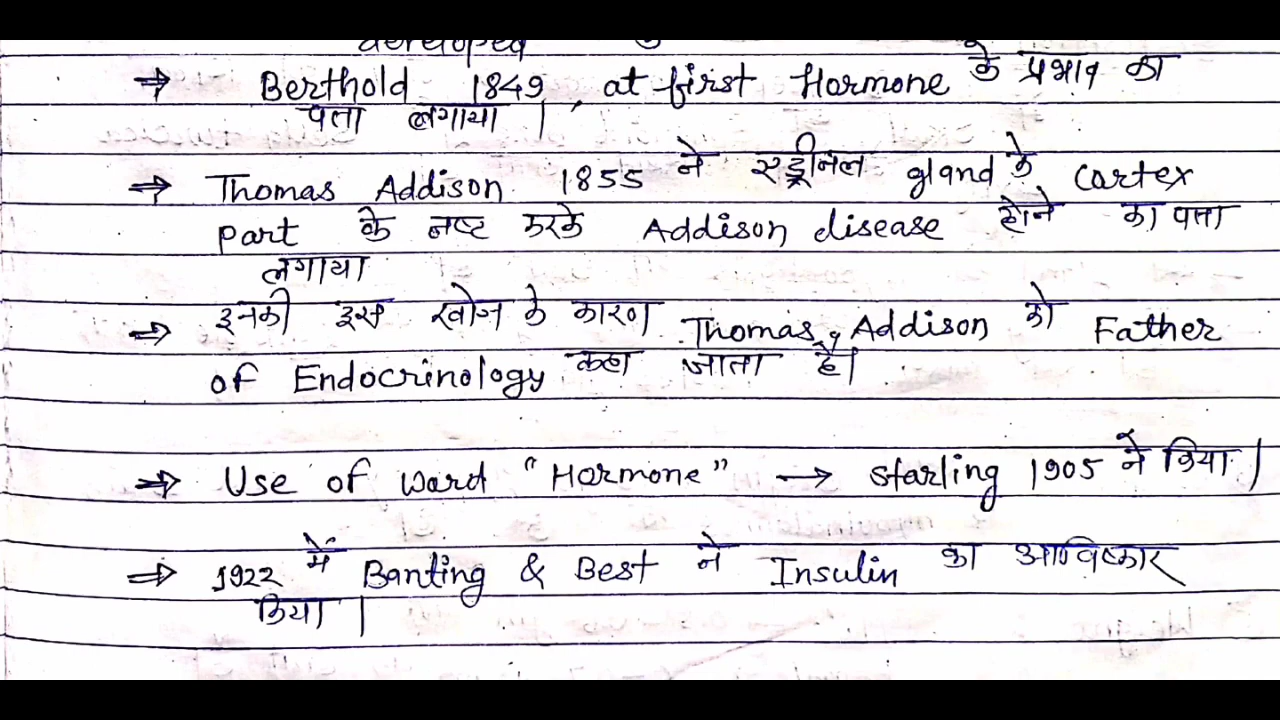 ⇒ Berthold 1849, at first Hormone के प्रभाव का
पता लगाया |
⇒ Thomas Addison 1855 ने एड्रीनल gland के cortex
part के नष्ट करके Addison disease होने का पता
लगाया
⇒ इनकी इस खोज के कारण Thomas Addison को Father
of Endocrinology कहा जाता है|
⇒ Use of word "Hormone" → starling 1905 ने किया |
⇒ 1922 में Banting & Best ने Insulin का आविष्कार
किया |